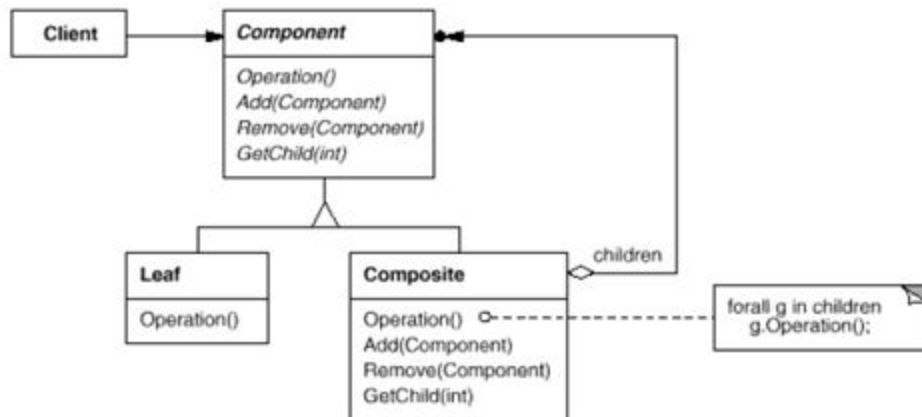 Client
Component
Operation()
Add(Component)
Remove(Component)
GetChild(int)
children
Leaf
Operation()
Composite
Operation()
Add(Component)
Remove(Component)
GetChild(int)
forall g in children
g.Operation();